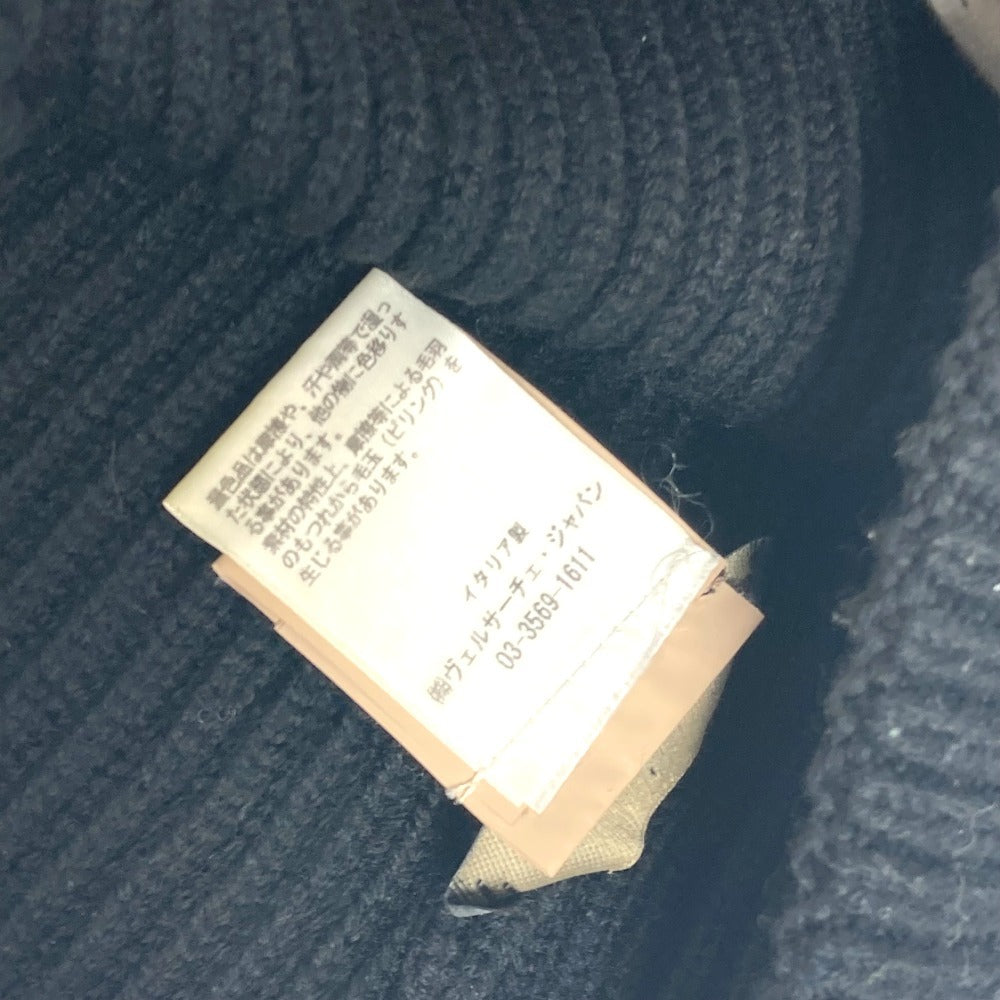 濃色品は摩擦や、汗や雨等で湿っ
た状態により、他の物に色移りす
る事があります。
素材の特性上、摩擦等による毛羽
のもつれから毛玉（ピリング）を
生じる事があります。
イタリア製
㈱ヴェルサーチェ・ジャパン
03-3569-1611